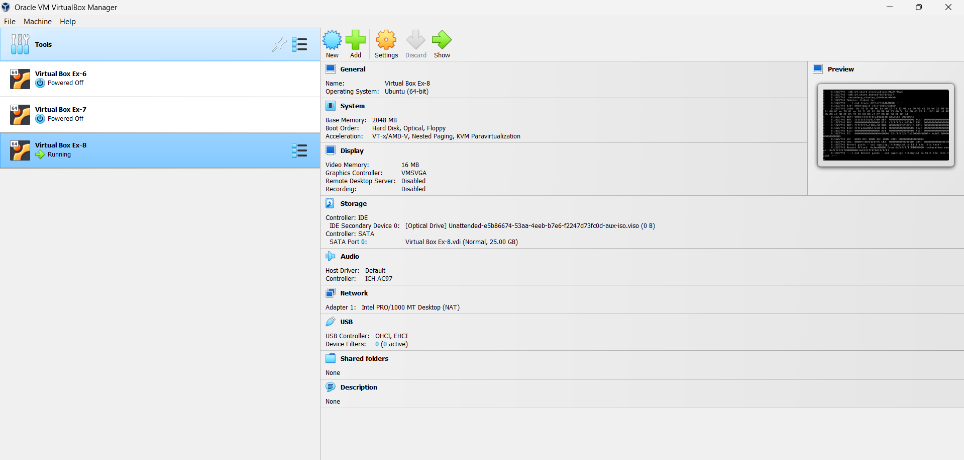 Oracle VM VirtualBox Manager
File Machine Help
Tools
New Add Settings Discard Show
64
Virtual Box Ex-6
Powered Off
64
Virtual Box Ex-7
Powered Off
64
Virtual Box Ex-8
Running
General
Name: Virtual Box Ex-8
Operating System: Ubuntu (64-bit)
System
Base Memory: 2048 MB
Boot Order: Hard Disk, Optical, Floppy
Acceleration: VT-x/AMD-V, Nested Paging, KVM Paravirtualization
Display
Video Memory: 16 MB
Graphics Controller: VMSVGA
Remote Desktop Server: Disabled
Recording: Disabled
Storage
Controller: IDE
IDE Secondary Device 0: [Optical Drive] Unattended-e5b86674-53aa-4eeb-b7e6-f2247d73fc0d-aux-iso.viso (0 B)
Controller: SATA
SATA Port 0: Virtual Box Ex-8.vdi (Normal, 25.00 GB)
Audio
Host Driver: Default
Controller: ICH AC97
Network
Adapter 1: Intel PRO/1000 MT Desktop (NAT)
USB
USB Controller: OHCI, EHCI
Device Filters: 0 (0 active)
Shared folders
None
Description
None
Preview